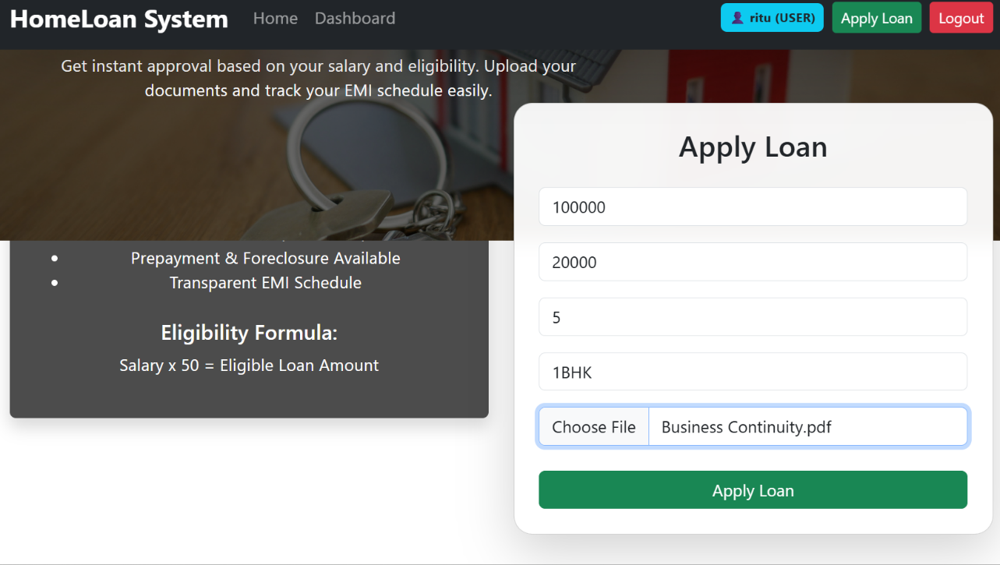 HomeLoan System Home Dashboard ritu (USER) Apply Loan Logout
Get instant approval based on your salary and eligibility. Upload your
documents and track your EMI schedule easily.
• Prepayment & Foreclosure Available
• Transparent EMI Schedule
Eligibility Formula:
Salary x 50 = Eligible Loan Amount
Apply Loan
100000
20000
5
1BHK
Choose File Business Continuity.pdf
Apply Loan